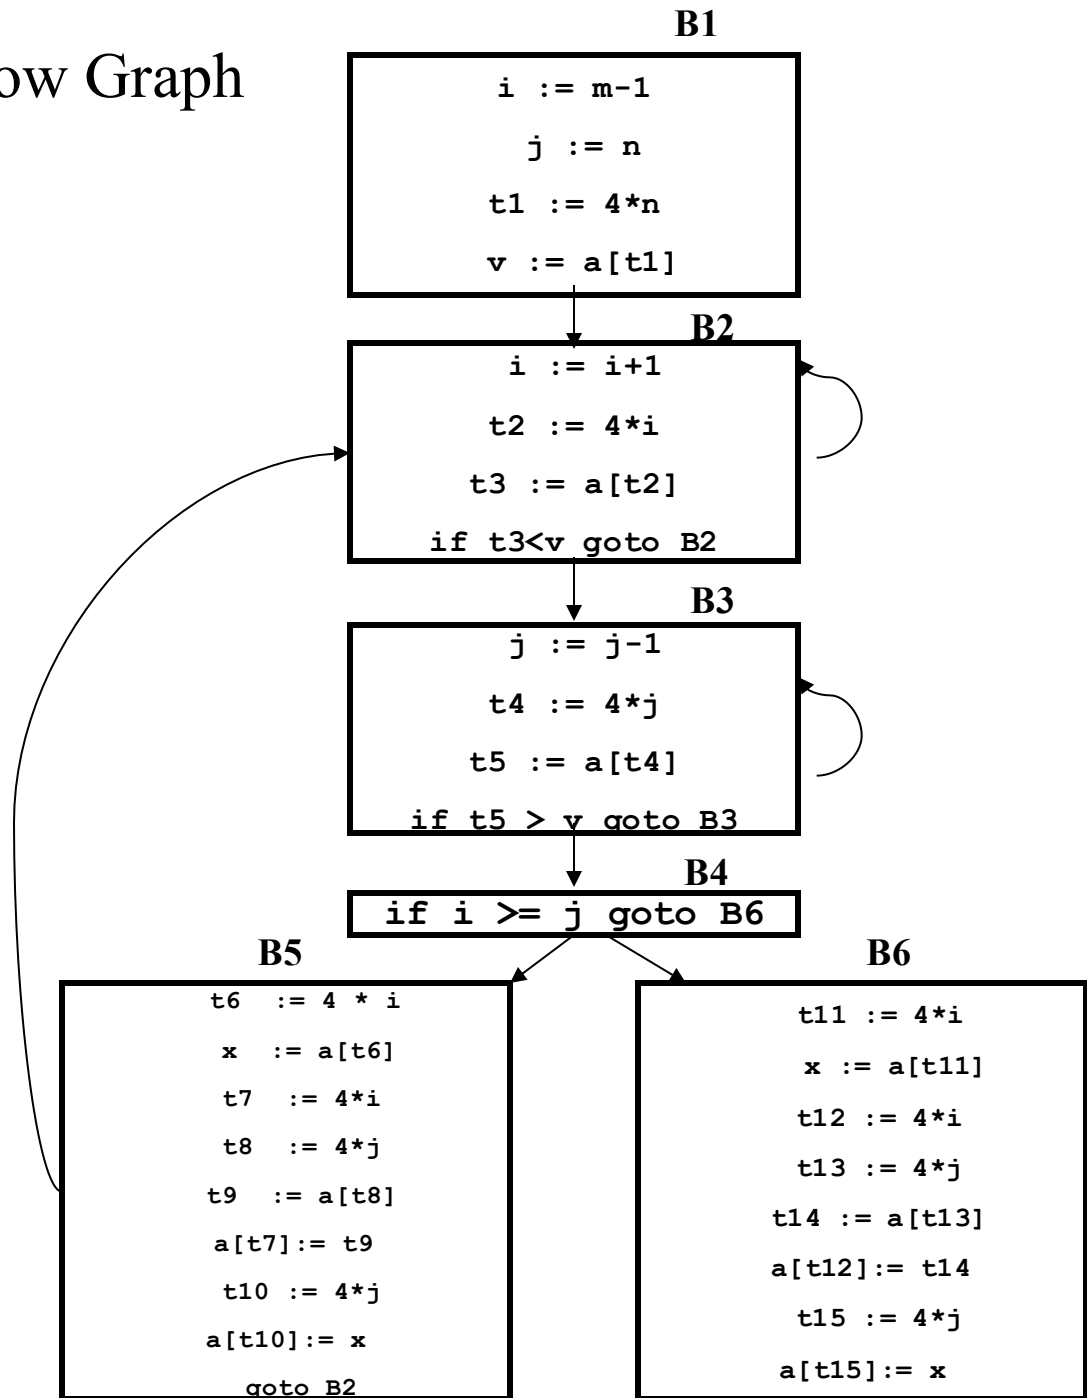 ow Graph
B1
i := m-1
j := n
t1 := 4*n
v := a[t1]
B2
i := i+1
t2 := 4*i
t3 := a[t2]
if t3<v goto B2
B3
j := j-1
t4 := 4*j
t5 := a[t4]
if t5 > v goto B3
B4
if i >= j goto B6
B5
t6 := 4 * i
x := a[t6]
t7 := 4*i
t8 := 4*j
t9 := a[t8]
a[t7]:= t9
t10 := 4*j
a[t10]:= x
goto B2
B6
t11 := 4*i
x := a[t11]
t12 := 4*i
t13 := 4*j
t14 := a[t13]
a[t12]:= t14
t15 := 4*j
a[t15]:= x